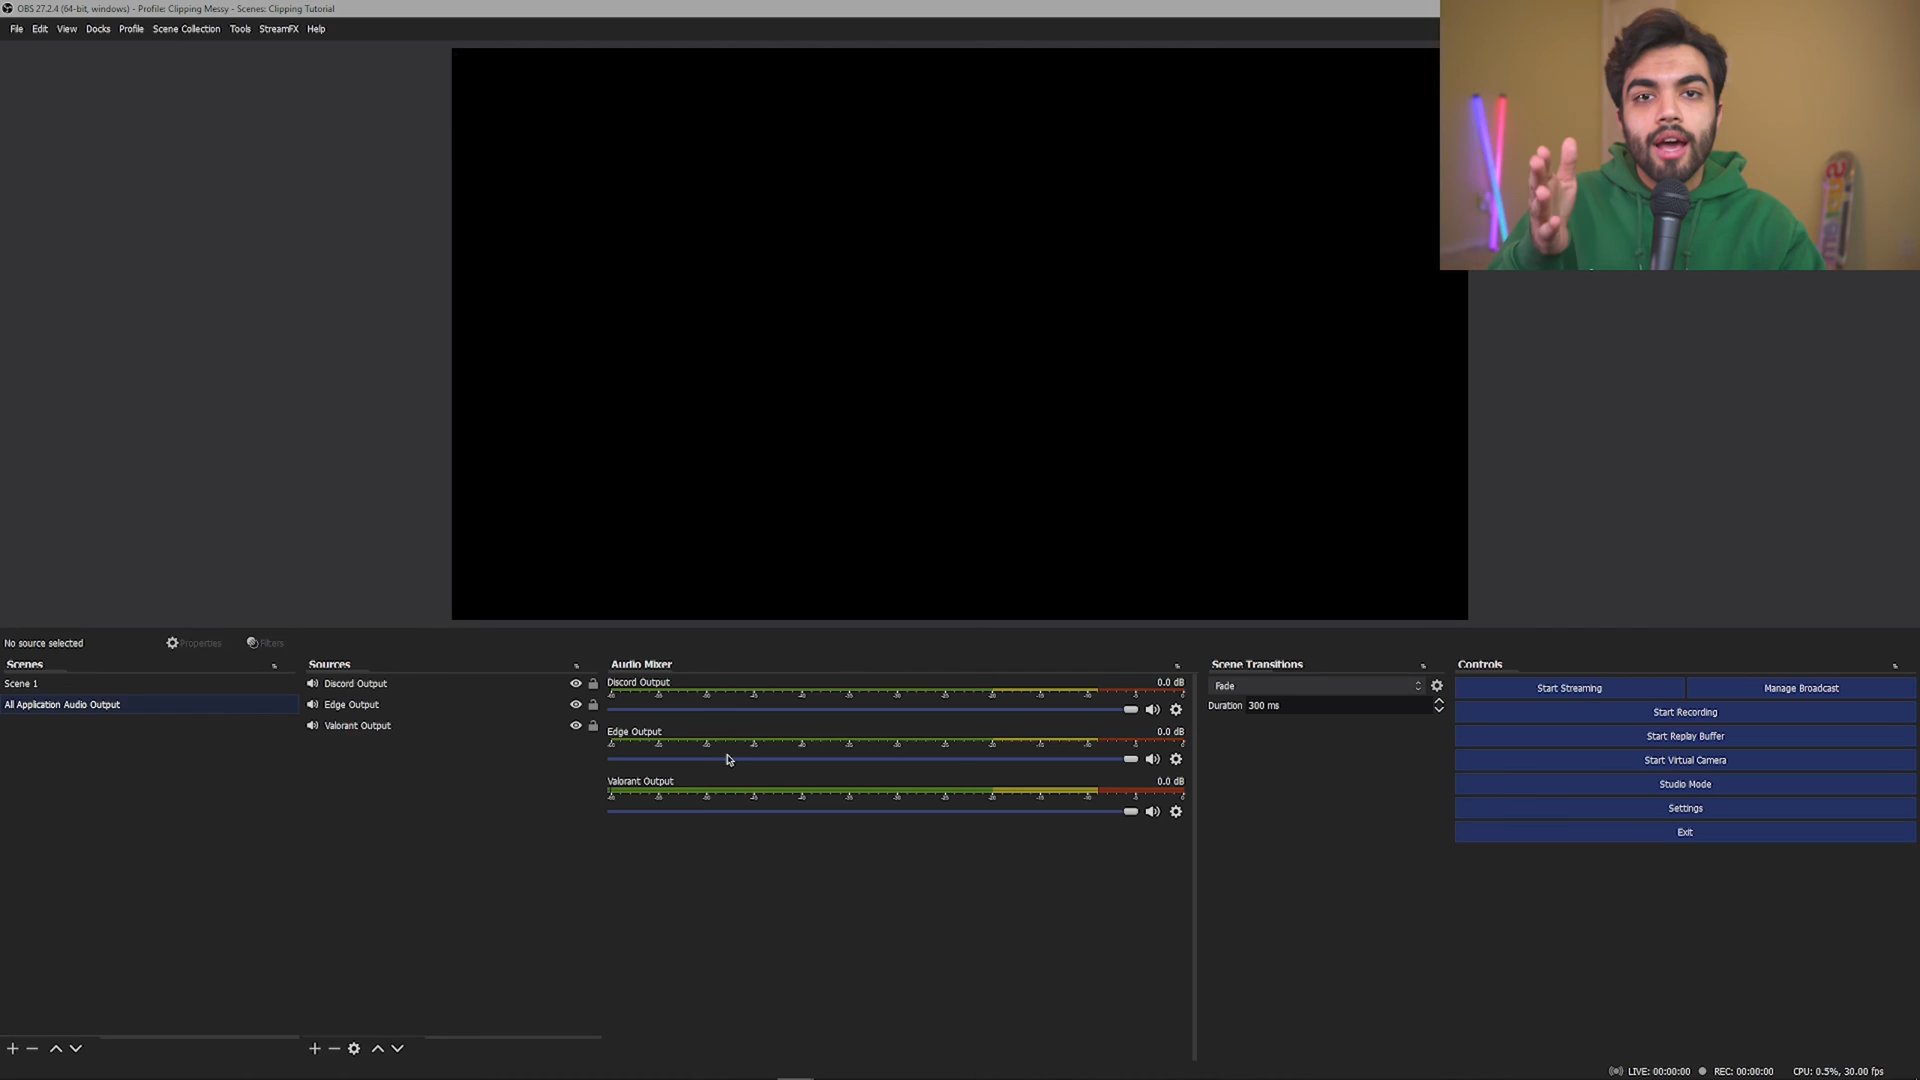 OBS 27.2.4 (64-bit, windows) - Profile: Clipping Messy - Scenes: Clipping Tutorial
File Edit View Docks Profile Scene Collection Tools StreamFX Help
No source selected Properties Filters
Scenes
Scene 1
All Application Audio Output
Sources
Discord Output
Edge Output
Valorant Output
Audio Mixer
Discord Output 0.0 dB
Edge Output 0.0 dB
Valorant Output 0.0 dB
Scene Transitions
Fade
Duration 300 ms
Controls
Start Streaming Manage Broadcast
Start Recording
Start Replay Buffer
Start Virtual Camera
Studio Mode
Settings
Exit
LIVE: 00:00:00 REC: 00:00:00 CPU: 0.5%, 30.00 fps